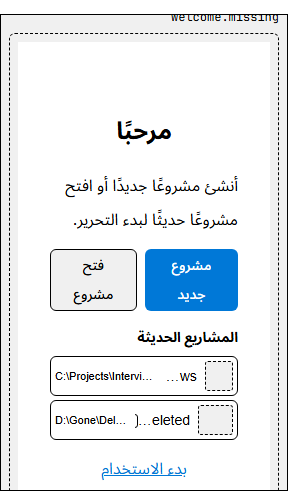 welcome.missing
مرحبًا
أنشئ مشروعًا جديدًا أو افتح
مشروعًا حديثًا لبدء التحرير.
مشروع
جديد
فتح
مشروع
المشاريع الحديثة
...ws
C:\Projects\Intervi...
(...eleted
D:\Gone\Del...
بدء الاستخدام